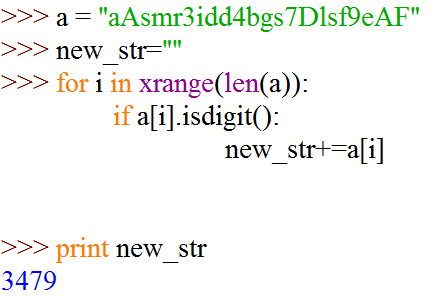 >>> a = "aAsmr3idd4bgs7Dlsf9eAF"
>>> new_str=""
>>> for i in xrange(len(a)):
if a[i].isdigit():
new_str+=a[i]
>>> print new_str
3479